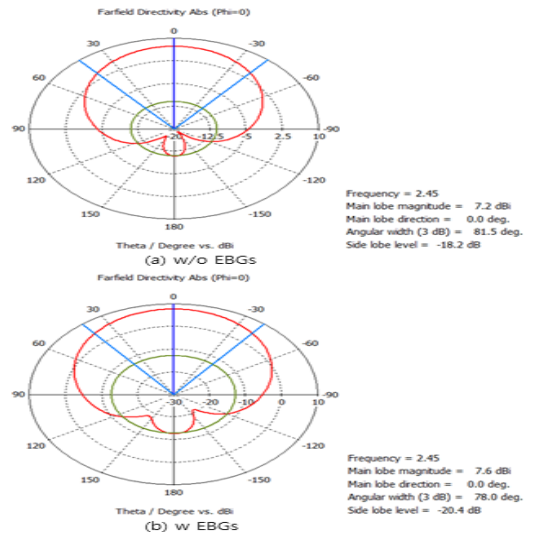 Farfield Directivity Abs (Phi=0)
0
30 -30
60 -60
90 -20 -12.5 -5 2.5 10 -90
120 -120
150 -150
180
Theta / Degree vs. dBi
Frequency = 2.45
Main lobe magnitude = 7.2 dBi
Main lobe direction = 0.0 deg.
Angular width (3 dB) = 81.5 deg.
Side lobe level = -18.2 dB
(a) w/o EBGs
Farfield Directivity Abs (Phi=0)
0
30 -30
60 -60
90 -30 -20 -10 0 10 -90
120 -120
150 -150
180
Theta / Degree vs. dBi
Frequency = 2.45
Main lobe magnitude = 7.6 dBi
Main lobe direction = 0.0 deg.
Angular width (3 dB) = 78.0 deg.
Side lobe level = -20.4 dB
(b) w EBGs